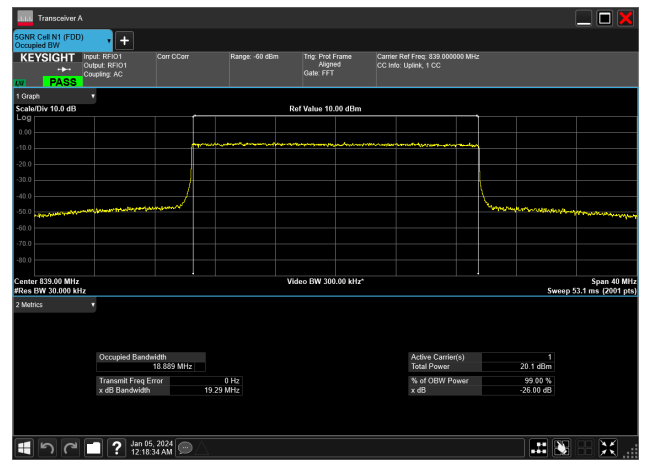 Transceiver A
5GNR Cell N1 (FDD)
Occupied BW
KEYSIGHT
PASS
Input: RFIO1
Output: RFIO1
Coupling: AC
Corr CCorr
Range: -60 dBm
Trig: Prot Frame
Aligned
Gate: FFT
Carrier Ref Freq: 839.000000 MHz
CC Info: Uplink, 1 CC
1 Graph
Scale/Div 10.0 dB
Ref Value 10.00 dBm
Log
0.00
-10.0
-20.0
-30.0
-40.0
-50.0
-60.0
-70.0
-80.0
Center 839.00 MHz
Video BW 300.00 kHz*
Span 40 MHz
#Res BW 30.000 kHz
Sweep 53.1 ms (2001 pts)
2 Metrics
Occupied Bandwidth
18.889 MHz
Transmit Freq Error 0 Hz
x dB Bandwidth 19.29 MHz
Active Carrier(s) 1
Total Power 20.1 dBm
% of OBW Power 99.00 %
x dB -26.00 dB
?
Jan 05, 2024
12:18:34 AM